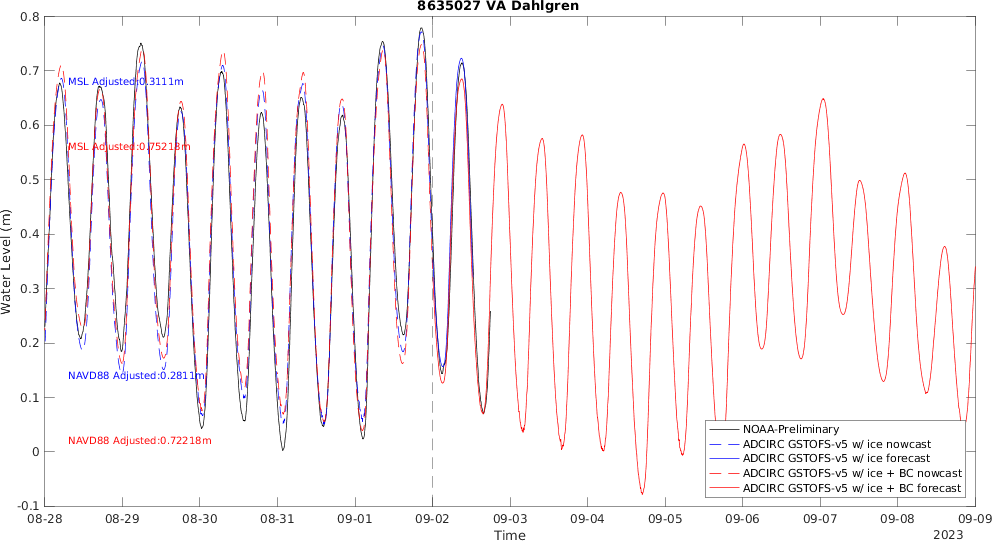 8635027 VA Dahlgren
0.8
0.7
0.6
0.5
0.4
0.3
0.2
0.1
0
-0.1
Water Level (m)
MSL Adjusted:0.3111m
MSL Adjusted:0.75218m
NAVD88 Adjusted:0.2811m
NAVD88 Adjusted:0.72218m
NOAA-Preliminary
ADCIRC GSTOFS-v5 w/ ice nowcast
ADCIRC GSTOFS-v5 w/ ice forecast
ADCIRC GSTOFS-v5 w/ ice + BC nowcast
ADCIRC GSTOFS-v5 w/ ice + BC forecast
08-28 08-29 08-30 08-31 09-01 09-02 09-03 09-04 09-05 09-06 09-07 09-08 09-09
Time
2023